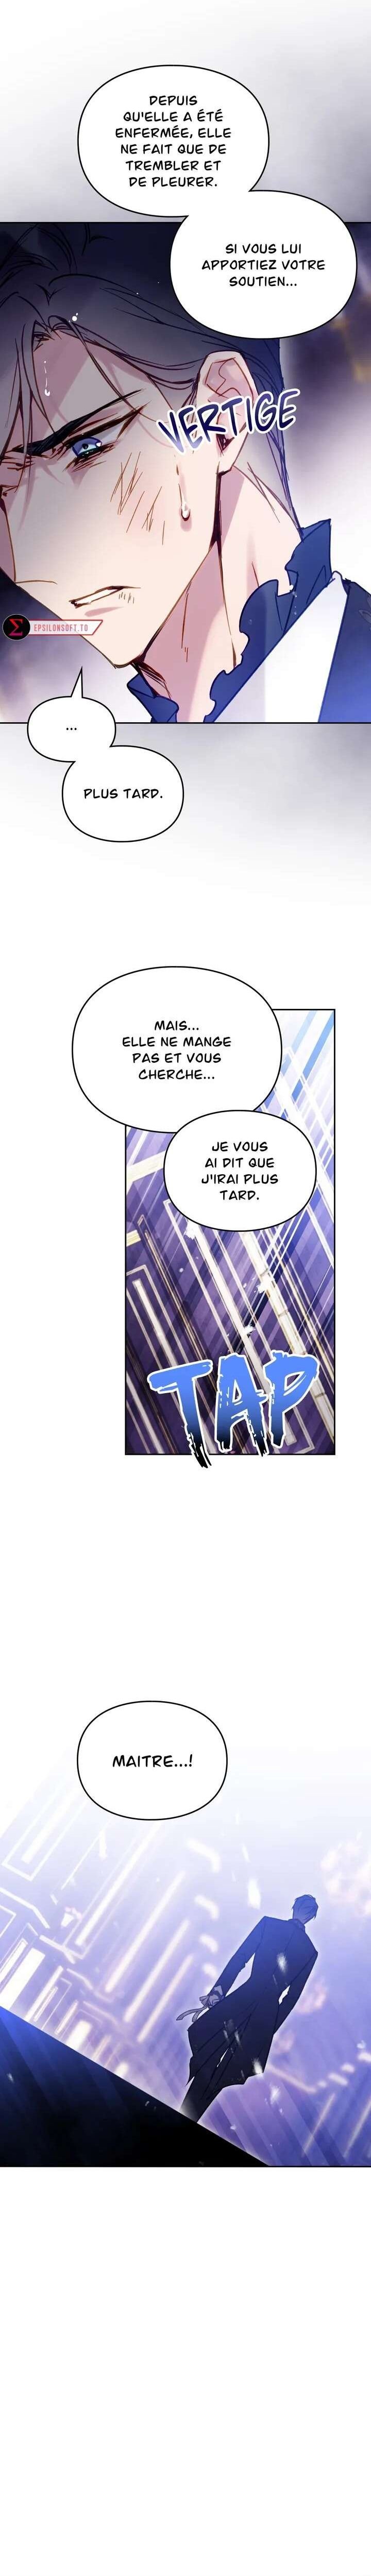 DEPUIS
QU'ELLE A ÉTÉ
ENFERMÉE, ELLE
NE FAIT QUE DE
TREMBLER ET
DE PLEURER.
SI VOUS LUI
APPORTIEZ VOTRE
SOUTIEN...
VERTIGE
EPSILONSOFT.TO
...
PLUS TARD.
MAIS...
ELLE NE MANGE
PAS ET VOUS
CHERCHE...
JE VOUS
AI DIT QUE
J'IRAI PLUS
TARD.
TAP
MAITRE...!